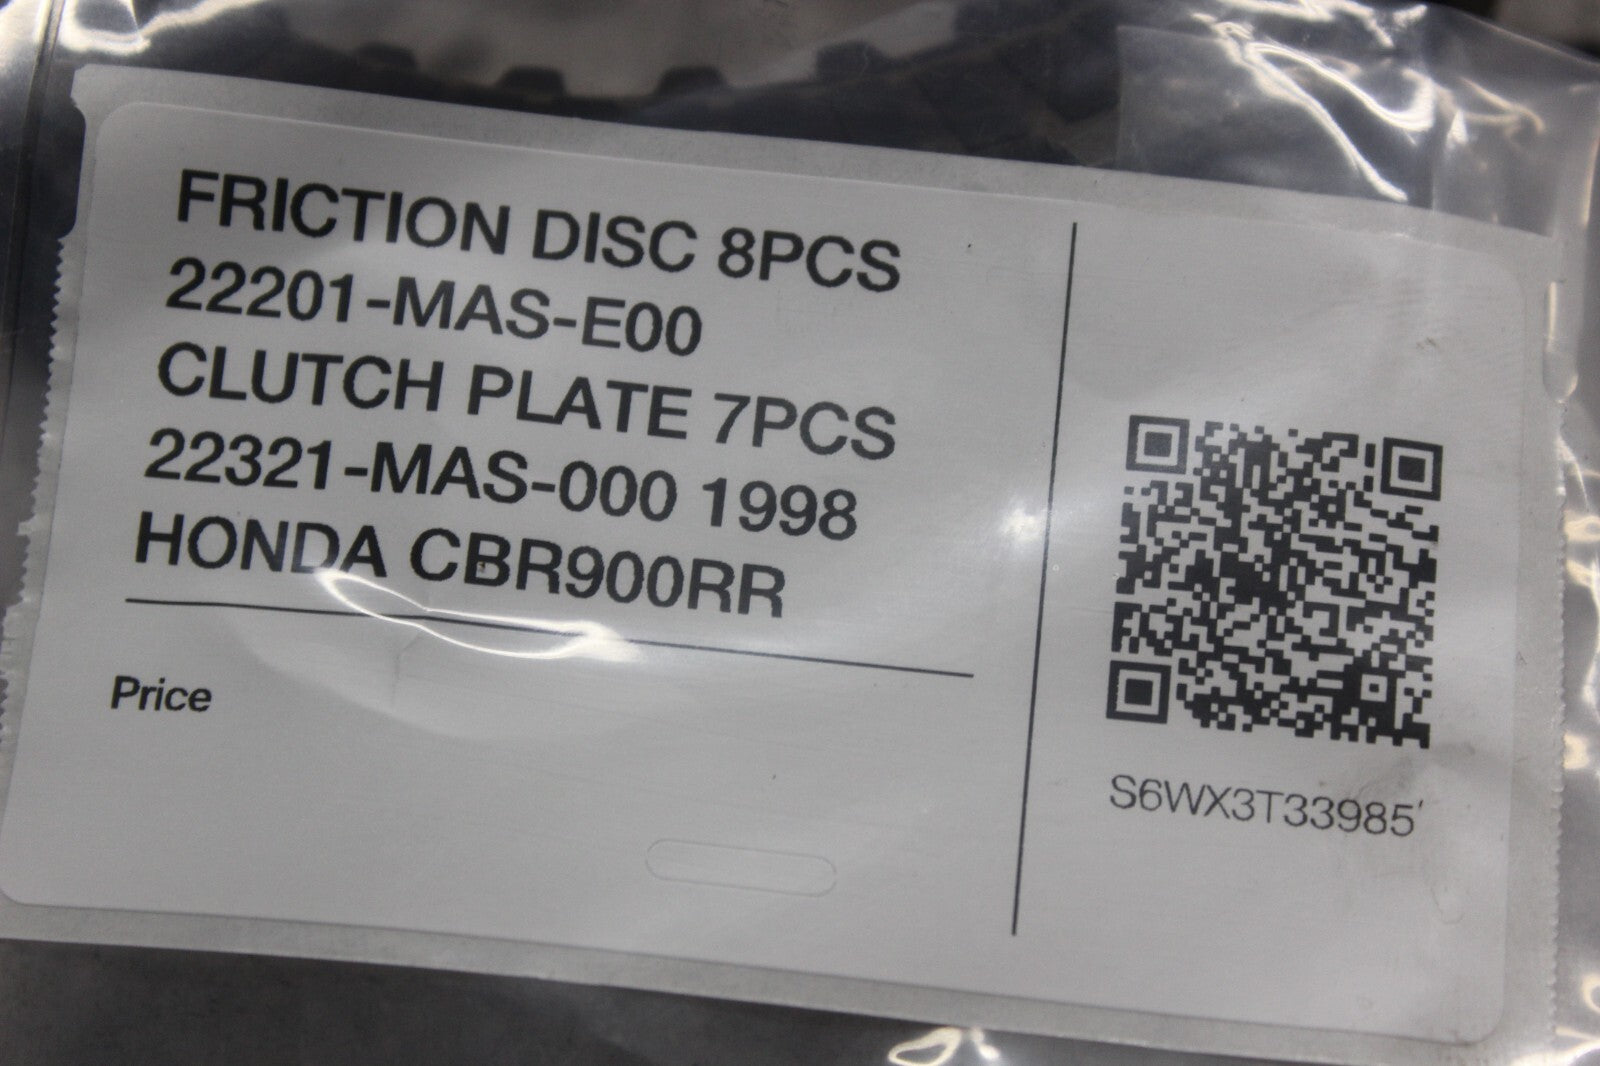 FRICTION DISC 8PCS
22201-MAS-E00
CLUTCH PLATE 7PCS
22321-MAS-000 1998
HONDA CBR900RR
Price
S6WX3T33985'